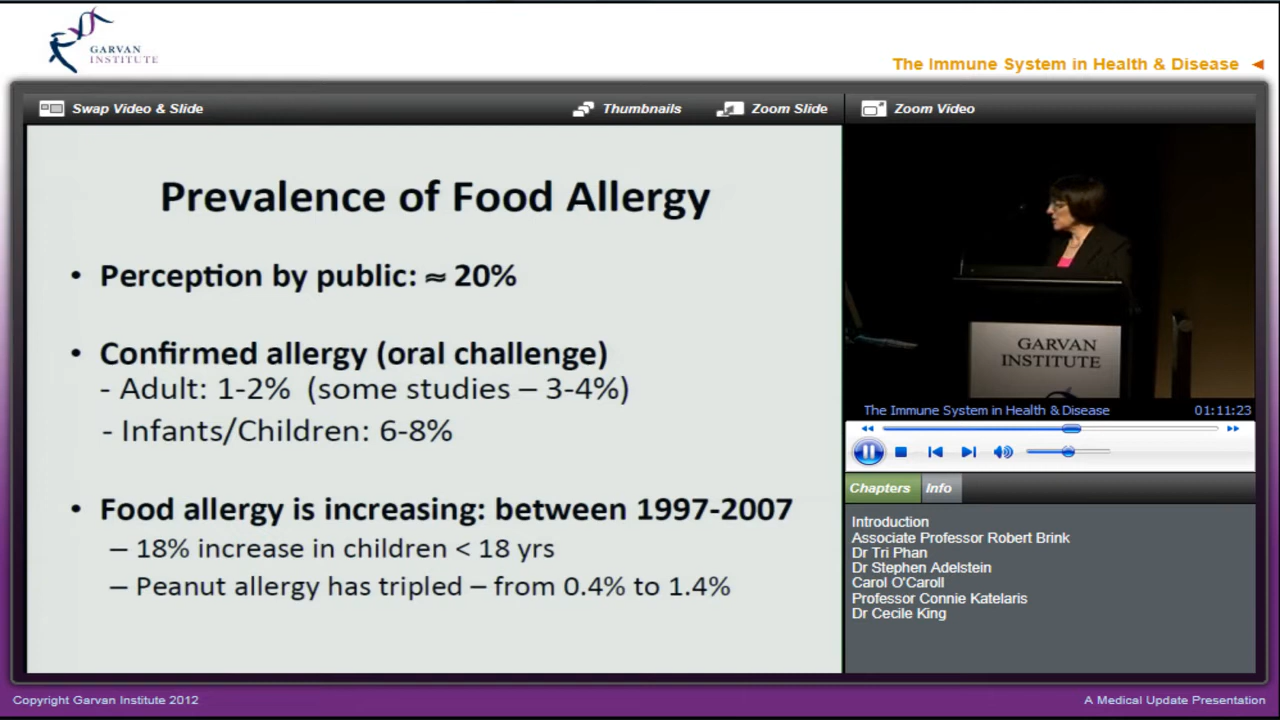 GARVAN
INSTITUTE
The Immune System in Health & Disease
Swap Video & Slide
Thumbnails
Zoom Slide
Zoom Video
Prevalence of Food Allergy
• Perception by public: ≈ 20%
• Confirmed allergy (oral challenge)
- Adult: 1-2% (some studies – 3-4%)
- Infants/Children: 6-8%
• Food allergy is increasing: between 1997-2007
– 18% increase in children < 18 yrs
– Peanut allergy has tripled – from 0.4% to 1.4%
GARVAN
INSTITUTE
The Immune System in Health & Disease
01:11:23
Chapters
Info
Introduction
Associate Professor Robert Brink
Dr Tri Phan
Dr Stephen Adelstein
Carol O'Caroll
Professor Connie Katelaris
Dr Cecile King
Copyright Garvan Institute 2012
A Medical Update Presentation